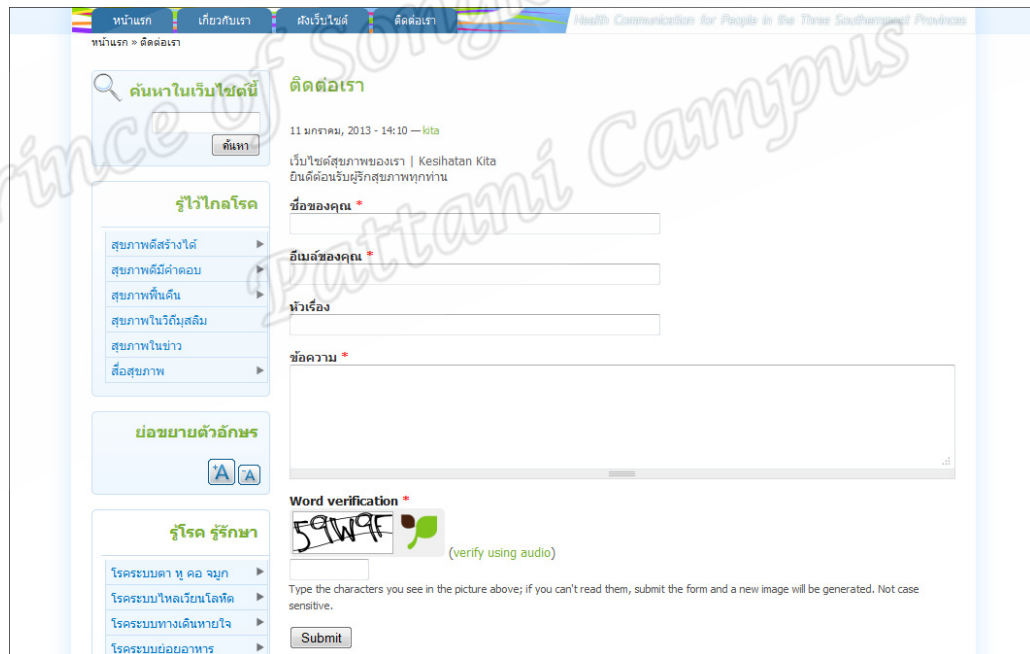 หน้าแรก
เกี่ยวกับเรา
ผังเว็บไซต์
ติดต่อเรา
Health Communication for People in the Three Southernmost Provinces
หน้าแรก » ติดต่อเรา
ค้นหาในเว็บไซต์นี้
ค้นหา
รู้ไว้ไกลโรค
สุขภาพดีสร้างได้
สุขภาพดีมีคำตอบ
สุขภาพฟื้นคืน
สุขภาพในวิถีมุสลิม
สุขภาพในข่าว
สื่อสุขภาพ
ย่อขยายตัวอักษร
+A -A
รู้โรค รู้รักษา
โรคระบบตา หู คอ จมูก
โรคระบบไหลเวียนโลหิต
โรคระบบทางเดินหายใจ
โรคระบบย่อยอาหาร
ติดต่อเรา
11 มกราคม, 2013 - 14:10 — kita
เว็บไซต์สุขภาพของเรา | Kesihatan Kita
ยินดีต้อนรับผู้รักสุขภาพทุกท่าน
ชื่อของคุณ *
อีเมล์ของคุณ *
หัวเรื่อง
ข้อความ *
Word verification *
59W9F
(verify using audio)
Type the characters you see in the picture above; if you can't read them, submit the form and a new image will be generated. Not case
sensitive.
Submit
Prince of Songkla
Pattani Campus